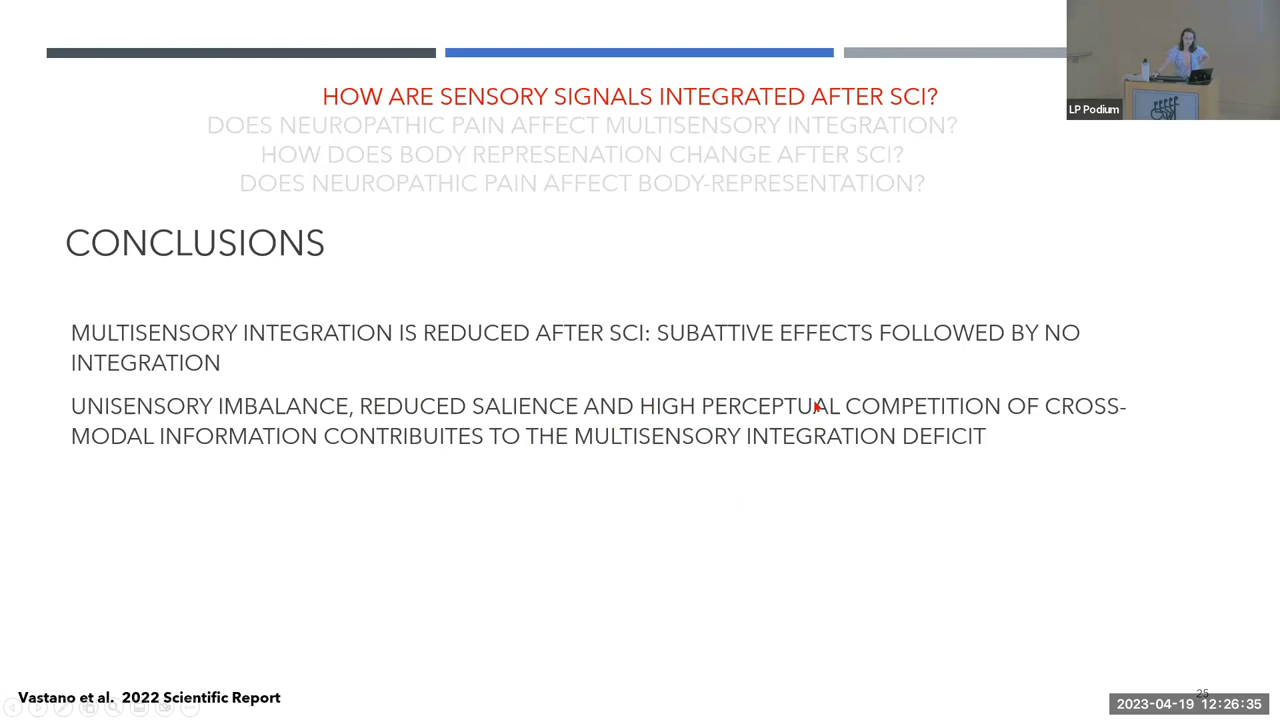 HOW ARE SENSORY SIGNALS INTEGRATED AFTER SCI?
DOES NEUROPATHIC PAIN AFFECT MULTISENSORY INTEGRATION?
HOW DOES BODY REPRESENATION CHANGE AFTER SCI?
DOES NEUROPATHIC PAIN AFFECT BODY-REPRESENTATION?
LP Podium
CONCLUSIONS
MULTISENSORY INTEGRATION IS REDUCED AFTER SCI: SUBATTIVE EFFECTS FOLLOWED BY NO
INTEGRATION
UNISENSORY IMBALANCE, REDUCED SALIENCE AND HIGH PERCEPTUAL COMPETITION OF CROSS-
MODAL INFORMATION CONTRIBUITES TO THE MULTISENSORY INTEGRATION DEFICIT
Vastano et al. 2022 Scientific Report
25
2023-04-19 12:26:35